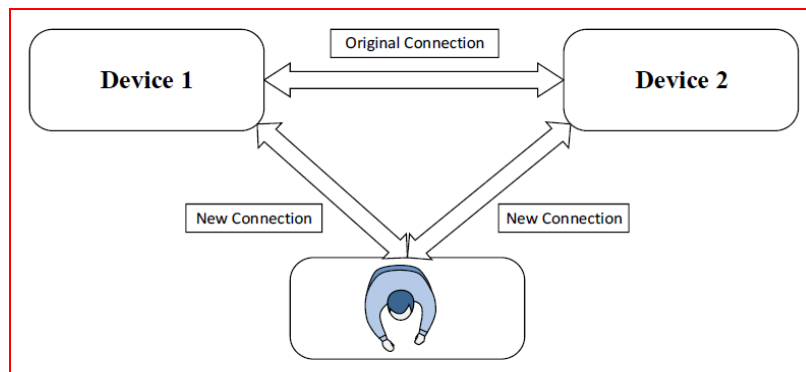 Original Connection
Device 1
Device 2
New Connection
New Connection